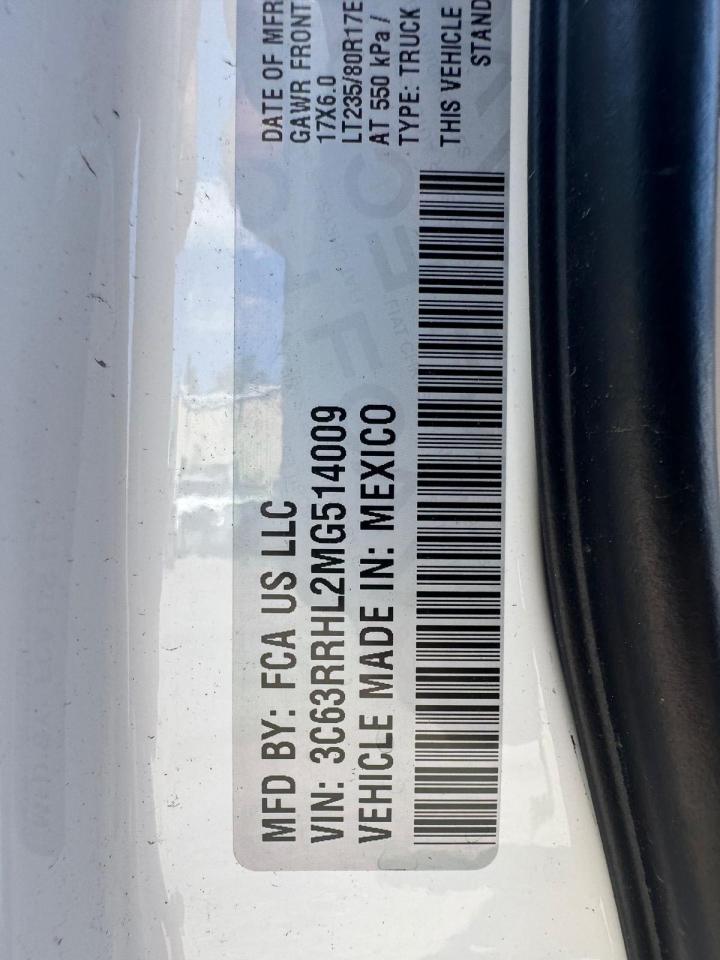 MFD BY: FCA US LLC
VIN: 3C63RRHL2MG514009
VEHICLE MADE IN: MEXICO
DATE OF MFR
GAWR FRONT
17X6.0
LT235/80R17E
AT 550 kPa /
TYPE: TRUCK
THIS VEHICLE
STAND